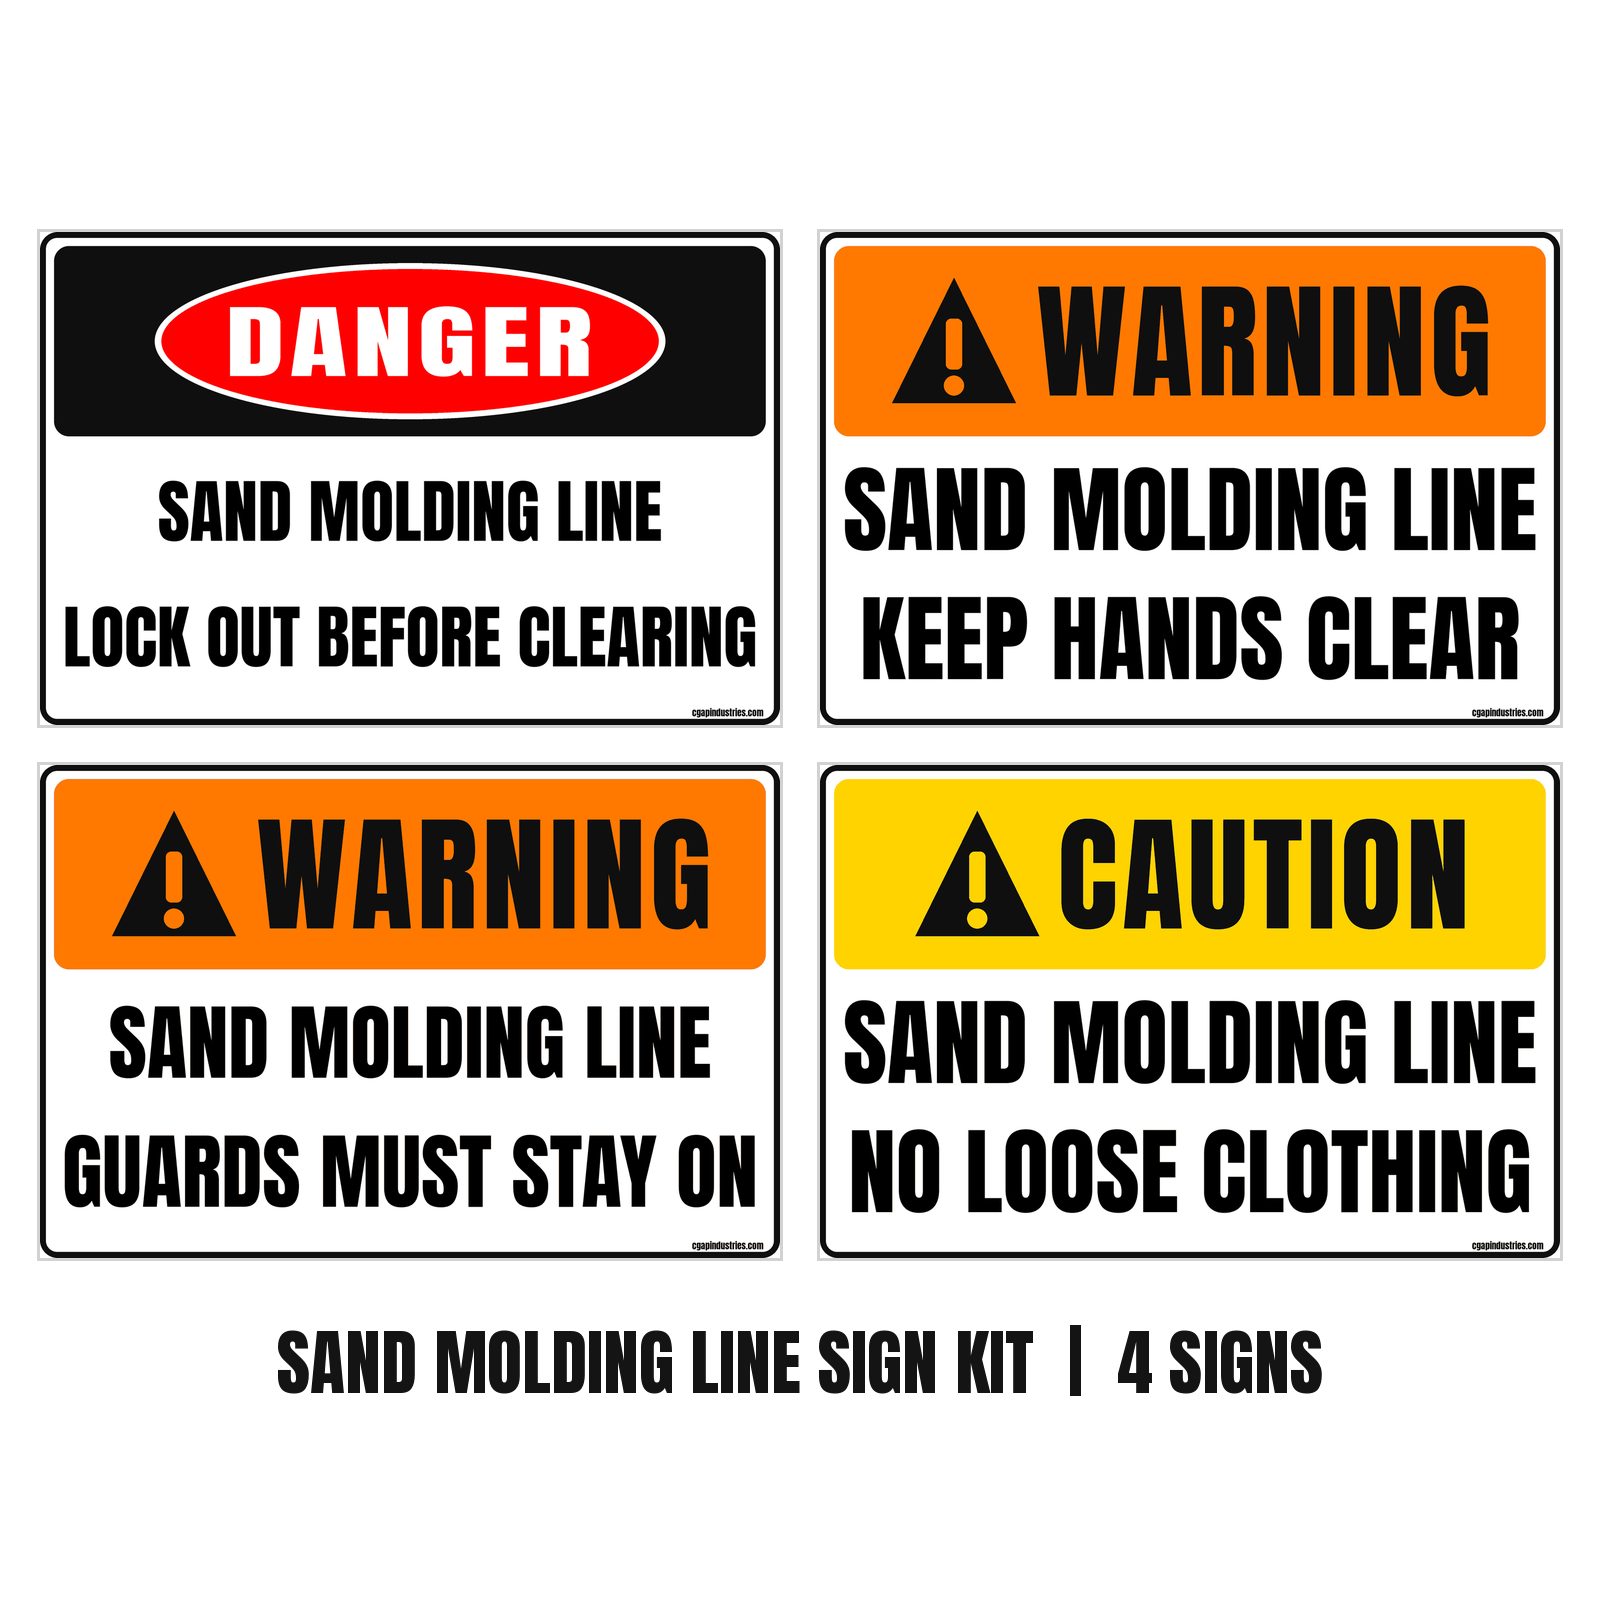 DANGER
SAND MOLDING LINE
LOCK OUT BEFORE CLEARING
cgapindustries.com
WARNING
SAND MOLDING LINE
KEEP HANDS CLEAR
cgapindustries.com
WARNING
SAND MOLDING LINE
GUARDS MUST STAY ON
cgapindustries.com
CAUTION
SAND MOLDING LINE
NO LOOSE CLOTHING
cgapindustries.com
SAND MOLDING LINE SIGN KIT | 4 SIGNS